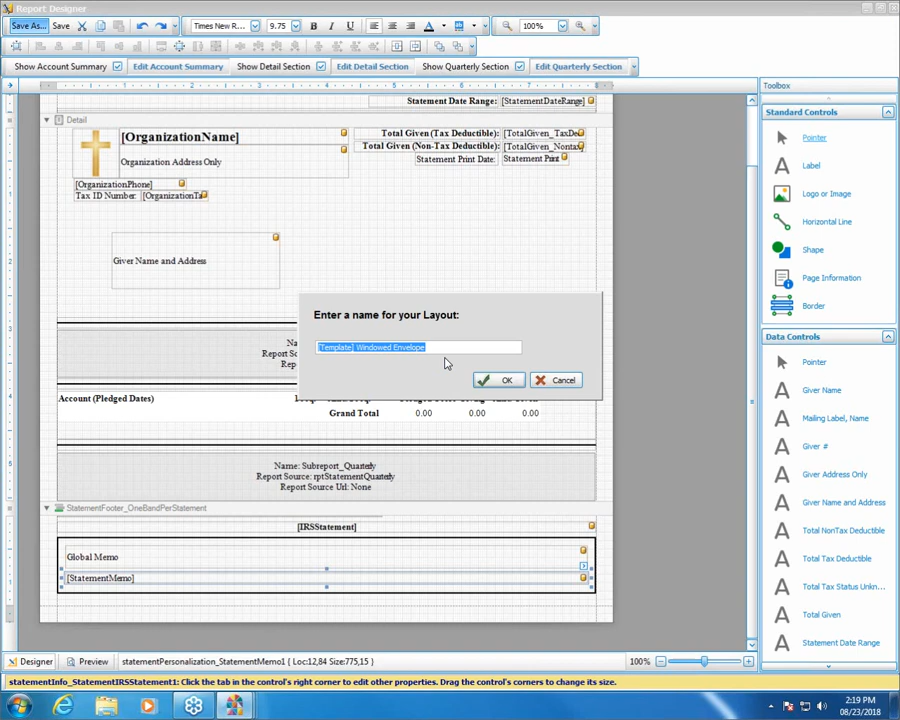 Report Designer
Save As... Save Times New R... 9.75 B I U A ab 100%
Show Account Summary Edit Account Summary Show Detail Section Edit Detail Section Show Quarterly Section Edit Quarterly Section
Statement Date Range: [StatementDateRange]
Detail
[OrganizationName]
Organization Address Only
Total Given (Tax Deductible): [TotalGiven_TaxDed
Total Given (Non-Tax Deductible): [TotalGiven_Nontax
Statement Print Date: Statement Print
[OrganizationPhone]
Tax ID Number: [OrganizationTa
Giver Name and Address
Enter a name for your Layout:
[Template] Windowed Envelope
OK Cancel
Report So
Account (Pledged Dates)
Grand Total 0.00 0.00 0.00
Name: Subreport_Quarterly
Report Source: rptStatementQuarterly
Report Source Url: None
StatementFooter_OneBandPerStatement
[IRSStatement]
Global Memo
[StatementMemo]
Toolbox
Standard Controls
Pointer
Label
Logo or Image
Horizontal Line
Shape
Page Information
Border
Data Controls
Pointer
Giver Name
Mailing Label, Name
Giver #
Giver Address Only
Giver Name and Address
Total NonTax Deductible
Total Tax Deductible
Total Tax Status Unkn...
Total Given
Statement Date Range
Designer Preview statementPersonalization_StatementMemo1 { Loc:12,84 Size:775,15 } 100%
statementInfo_StatementIRSStatement1: Click the tab in the control's right corner to edit other properties. Drag the control's corners to change its size.
2:19 PM
08/23/2018